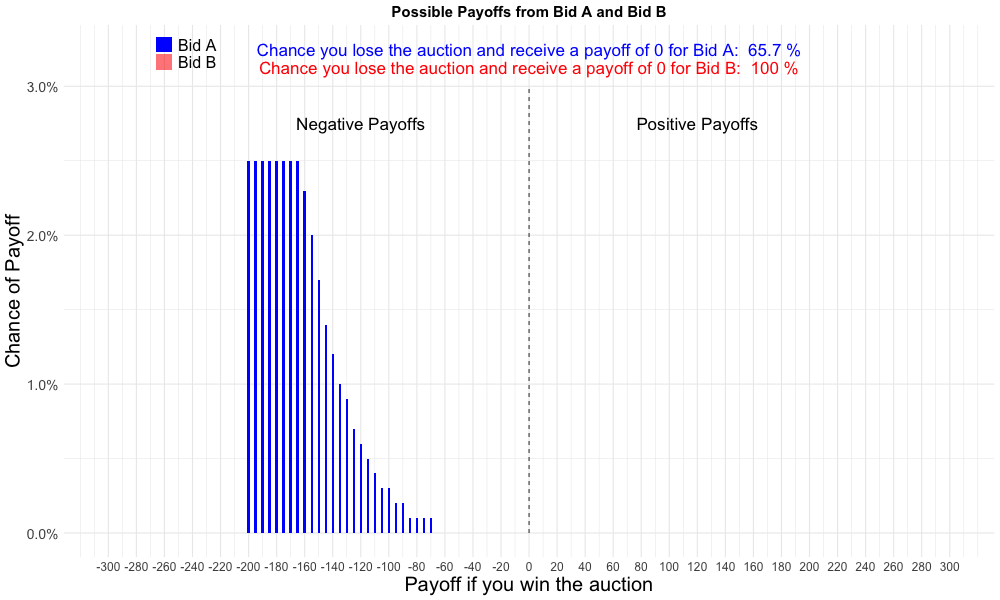 Possible Payoffs from Bid A and Bid B
Bid A
Bid B
Chance you lose the auction and receive a payoff of 0 for Bid A:  65.7 %
Chance you lose the auction and receive a payoff of 0 for Bid B:  100 %
Negative Payoffs
Positive Payoffs
Chance of Payoff
3.0%
2.0%
1.0%
0.0%
-300 -280 -260 -240 -220 -200 -180 -160 -140 -120 -100 -80 -60 -40 -20 0 20 40 60 80 100 120 140 160 180 200 220 240 260 280 300
Payoff if you win the auction